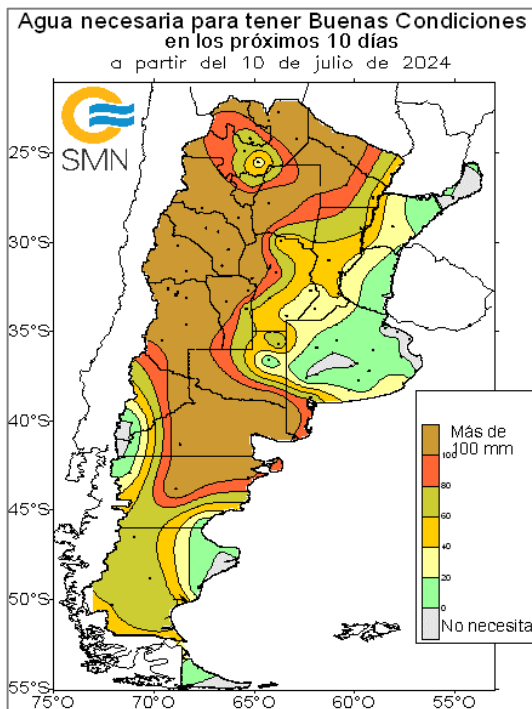 Agua necesaria para tener Buenas Condiciones
en los próximos 10 días
a partir del 10 de julio de 2024
SMN
25°S
30°S
35°S
40°S
45°S
50°S
55°S
75°O
70°O
65°O
60°O
Más de
100 mm
100
80
60
40
20
0
No necesita